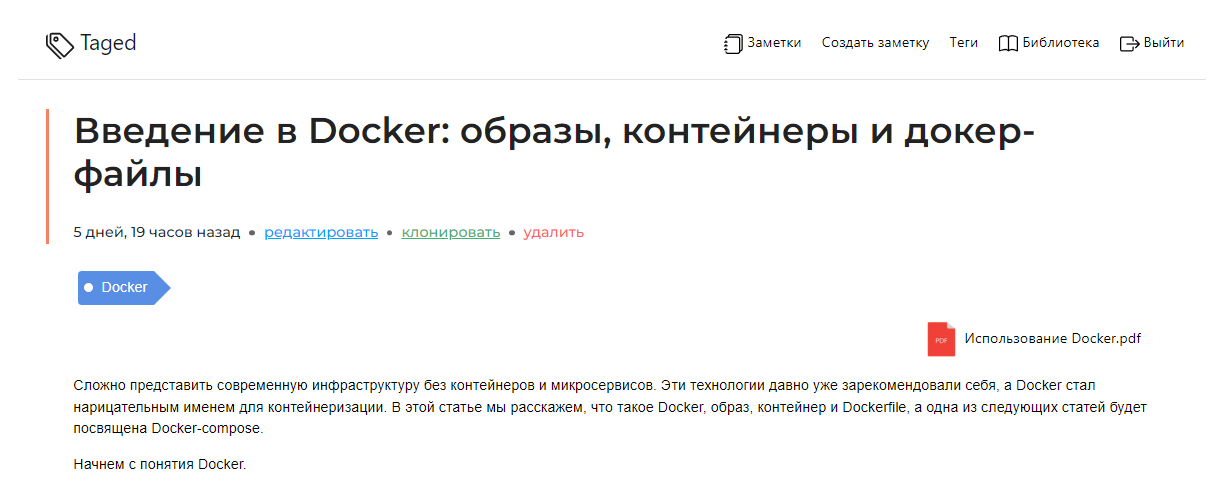 Taged
Заметки Создать заметку Теги Библиотека Выйти
Введение в Docker: образы, контейнеры и докер-
файлы
5 дней, 19 часов назад • редактировать • клонировать • удалить
Docker
PDF Использование Docker.pdf
Сложно представить современную инфраструктуру без контейнеров и микросервисов. Эти технологии давно уже зарекомендовали себя, а Docker стал
нарицательным именем для контейнеризации. В этой статье мы расскажем, что такое Docker, образ, контейнер и Dockerfile, а одна из следующих статей будет
посвящена Docker-compose.
Начнем с понятия Docker.